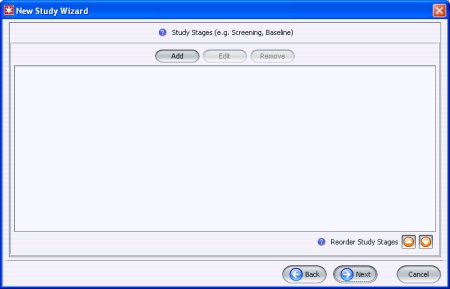 New Study Wizard
Study Stages (e.g. Screening, Baseline)
Add Edit Remove
Reorder Study Stages
Back Next Cancel